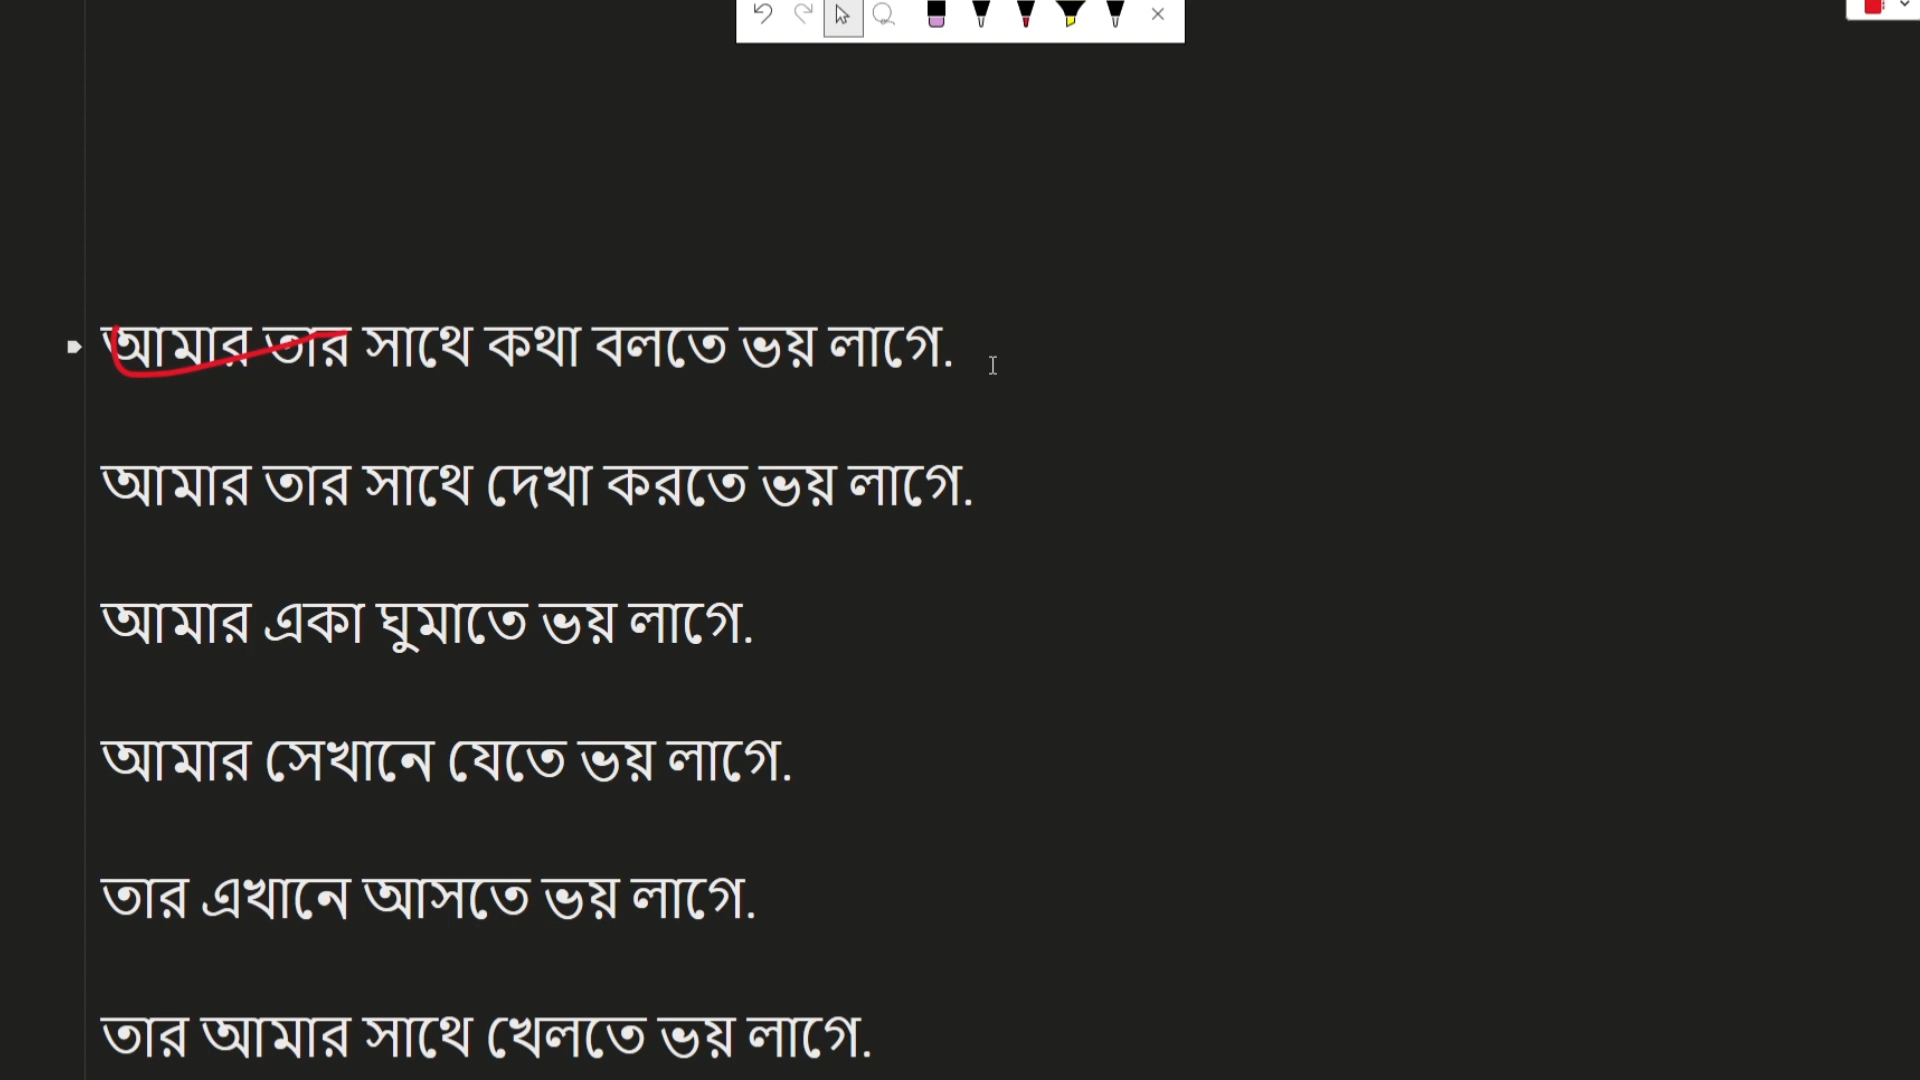 আমার তার সাথে কথা বলতে ভয় লাগে.
আমার তার সাথে দেখা করতে ভয় লাগে.
আমার একা ঘুমাতে ভয় লাগে.
আমার সেখানে যেতে ভয় লাগে.
তার এখানে আসতে ভয় লাগে.
তার আমার সাথে খেলতে ভয় লাগে.